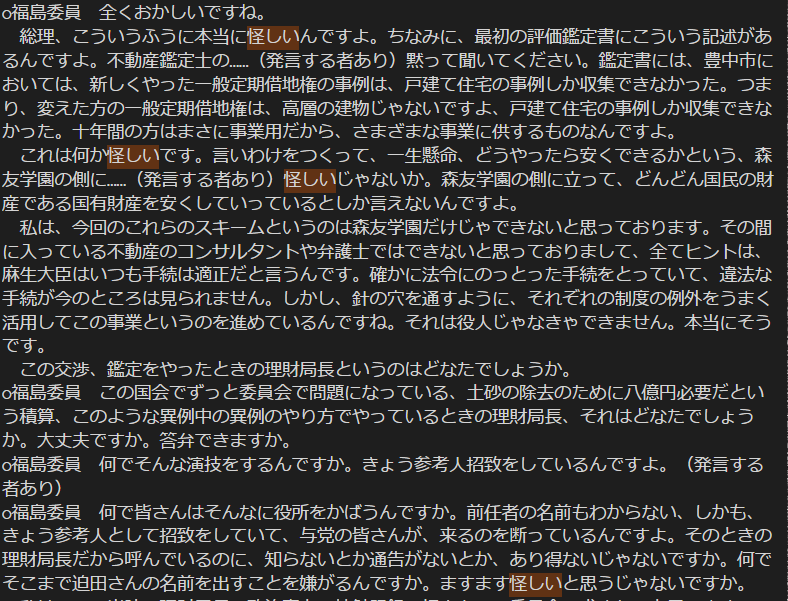 ○福島委員　全くおかしいですね。
　総理、こういうふうに本当に怪しいんですよ。ちなみに、最初の評価鑑定書にこういう記述があ
るんですよ。不動産鑑定士の……（発言する者あり）黙って聞いてください。鑑定書には、豊中市に
おいては、新しくやった一般定期借地権の事例は、戸建て住宅の事例しか収集できなかった。つま
り、変えた方の一般定期借地権は、高層の建物じゃないですよ、戸建て住宅の事例しか収集できな
かった。十年間の方はまさに事業用だから、さまざまな事業に供するものなんですよ。
　これは何か怪しいです。言いわけをつくって、一生懸命、どうやったら安くできるかという、森
友学園の側に……（発言する者あり）怪しいじゃないか。森友学園の側に立って、どんどん国民の財
産である国有財産を安くしていっているとしか言えないんですよ。
　私は、今回のこれらのスキームというのは森友学園だけじゃできないと思っております。その間
に入っている不動産のコンサルタントや弁護士ではできないと思っておりまして、全てヒントは、
麻生大臣はいつも手続は適正だと言うんです。確かに法令にのっとった手続をとっていて、違法な
手続が今のところは見られません。しかし、針の穴を通すように、それぞれの制度の例外をうまく
活用してこの事業というのを進めているんですね。それは役人じゃなきゃできません。本当にそう
です。
　この交渉、鑑定をやったときの理財局長というのはどなたでしょうか。
○福島委員　この国会でずっと委員会で問題になっている、土砂の除去のために八億円必要だとい
う積算、このような異例中の異例のやり方でやっているときの理財局長、それはどなたでしょう
か。大丈夫ですか。答弁できますか。
○福島委員　何でそんな演技をするんですか。きょう参考人招致をしているんですよ。（発言する
者あり）
○福島委員　何で皆さんはそんなに役所をかばうんですか。前任者の名前もわからない、しかも、
きょう参考人として招致をしていて、与党の皆さんが、来るのを断っているんですよ。そのときの
理財局長だから呼んでいるのに、知らないとか通告がないとか、あり得ないじゃないですか。何で
そこまで迫田さんの名前を出すことを嫌がるんですか。ますます怪しいと思うじゃないですか。